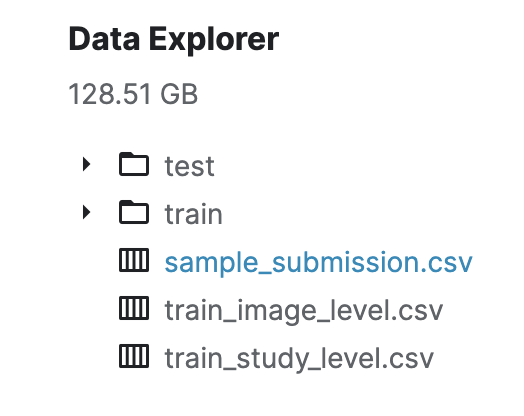 Data Explorer
128.51 GB
test
train
sample_submission.csv
train_image_level.csv
train_study_level.csv